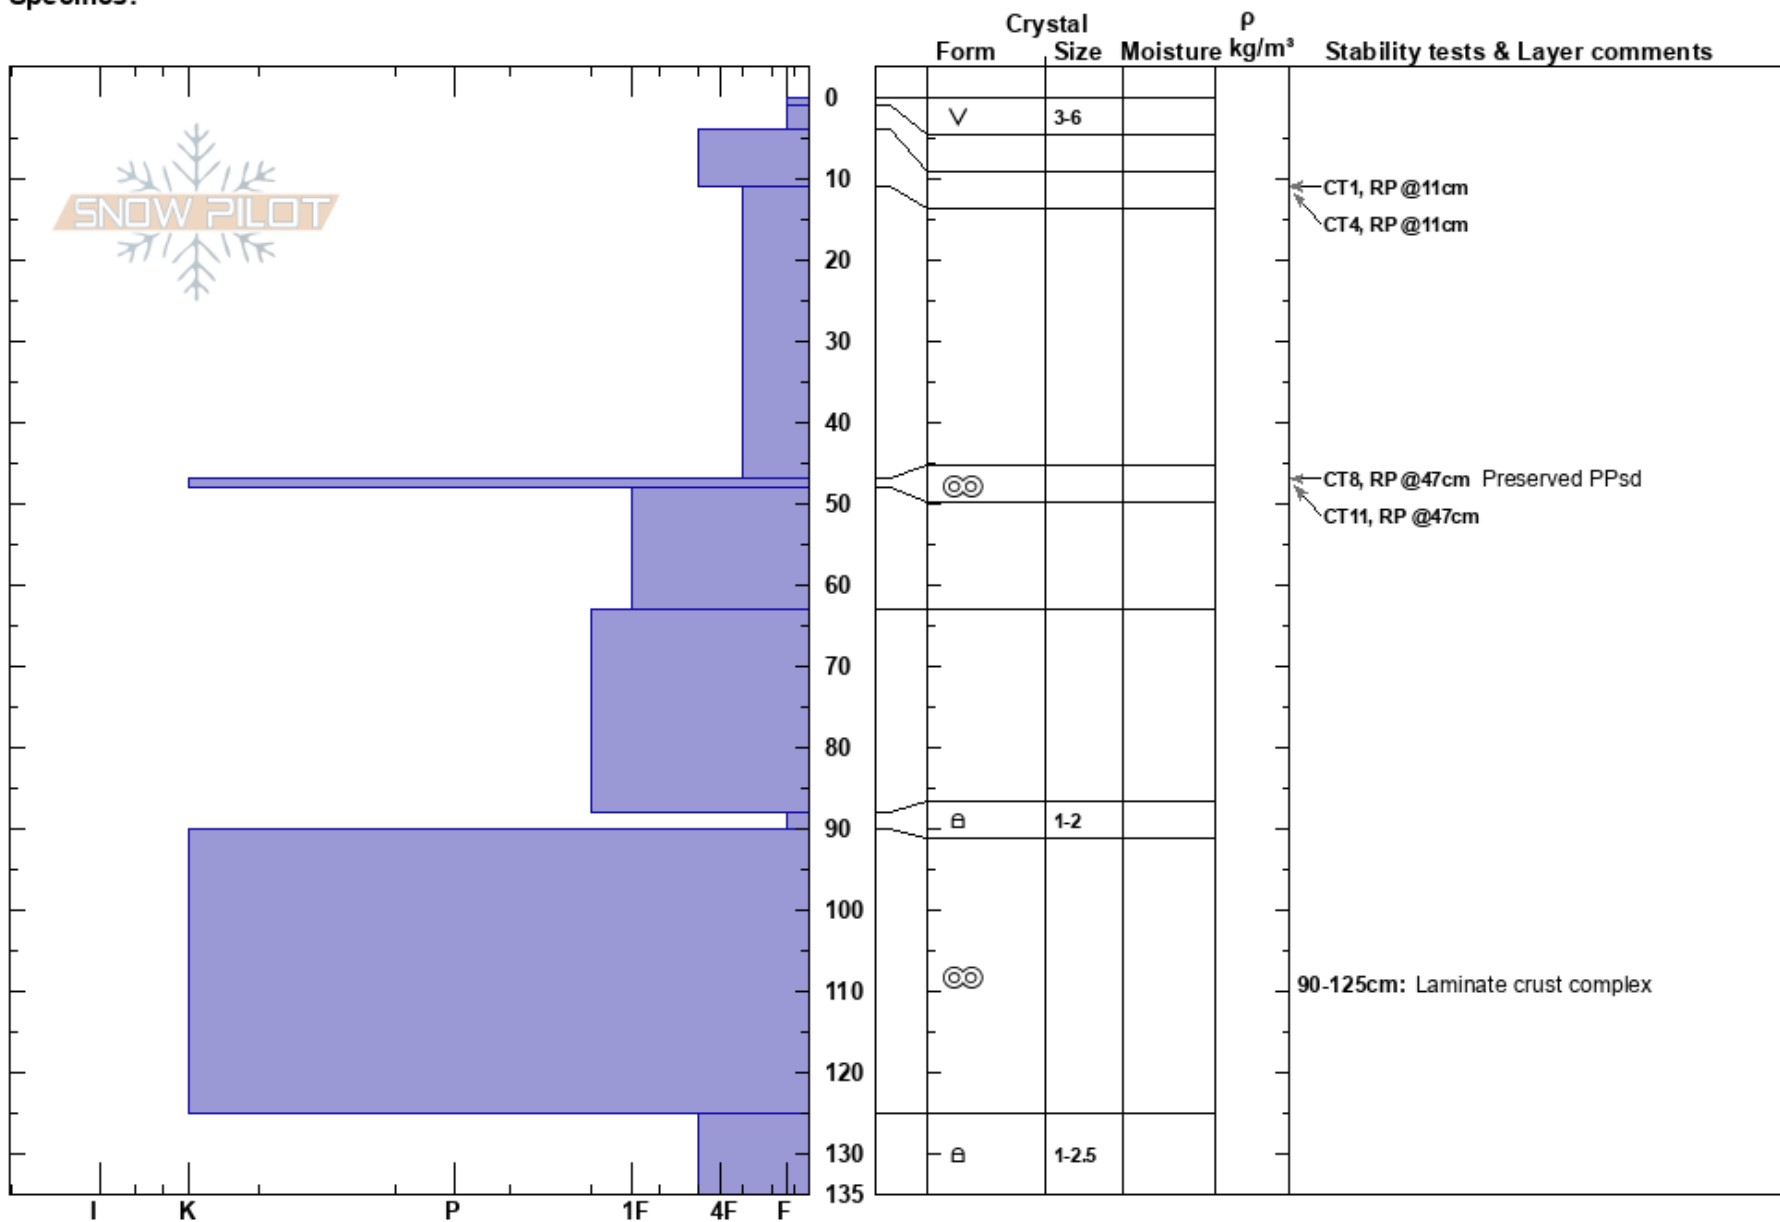 Specifics:
Crystal ρ
Form Size Moisture kg/m³ Stability tests & Layer comments
0
3-6
10
CT1, RP @11cm
SNOW PILOT
CT4, RP @11cm
20
30
40
CT8, RP @47cm Preserved PPsd
50
CT11, RP @47cm
60
70
80
90
1-2
100
110
90-125cm: Laminate crust complex
120
130
1-2.5
135
I K P 1F 4F F